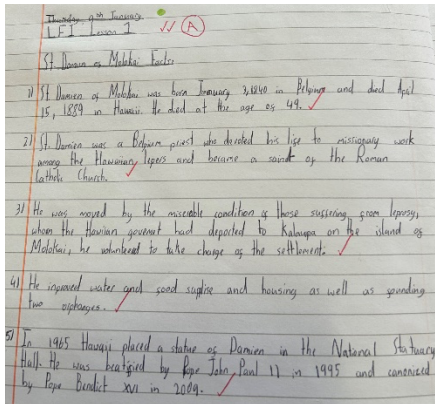 Thursday 9th January
LFI Lesson 1
A
St. Damien of Molokai Facts:
1) St Damien of Molokai was born January 3, 1840 in Belgium and died April
15, 1889 in Hawaii. He died at the age of 49.
2) St. Damien was a Belgium priest who devoted his life to missionary work
among the Hawaiian lepers and became a saint of the Roman
Catholic Church.
3) He was moved by the miserable condition of those suffering from leprosy,
whom the Hawiian goverment had deported to Kalaupa on the island of
Molokai, he volunteered to take charge of the settlement.
4) He improved water and food suplise and housing as well as founding
two orphanges.
5) In 1965 Hawaii placed a statue of Damien in the National Statuary
Hall. He was beatified by Pope John Paul II in 1995 and canonized
by Pope Bendict XVI in 2009.